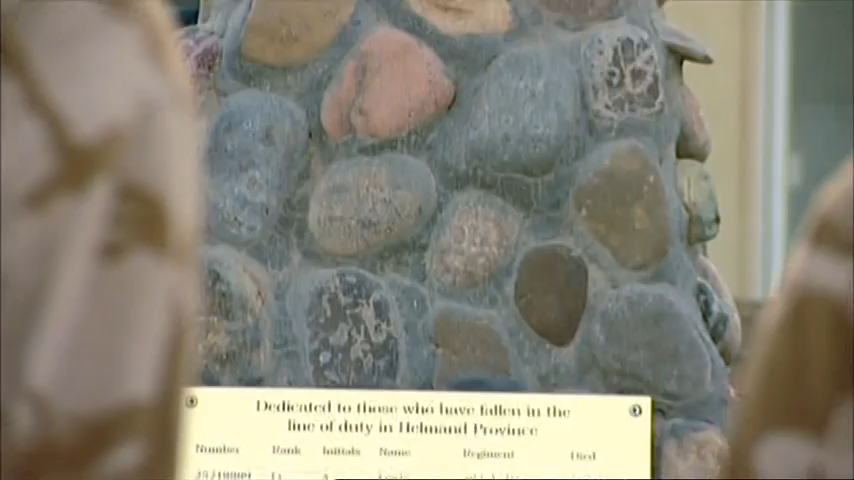 Dedicated to those who have fallen in the
line of duty in Helmand Province
Number Rank Initials Name Regiment Died